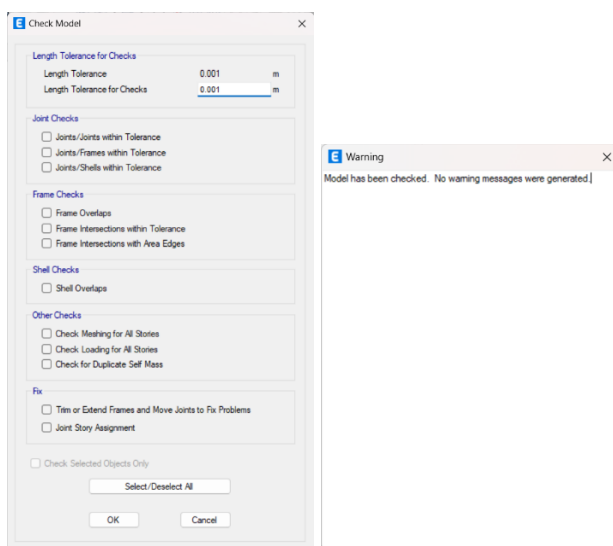 E Check Model
Length Tolerance for Checks
Length Tolerance 0.001 m
Length Tolerance for Checks 0.001 m
Joint Checks
Joints/Joints within Tolerance
Joints/Frames within Tolerance
Joints/Shells within Tolerance
Frame Checks
Frame Overlaps
Frame Intersections within Tolerance
Frame Intersections with Area Edges
Shell Checks
Shell Overlaps
Other Checks
Check Meshing for All Stories
Check Loading for All Stories
Check for Duplicate Self Mass
Fix
Trim or Extend Frames and Move Joints to Fix Problems
Joint Story Assignment
Check Selected Objects Only
Select/Deselect All
OK Cancel
E Warning
Model has been checked. No warning messages were generated.